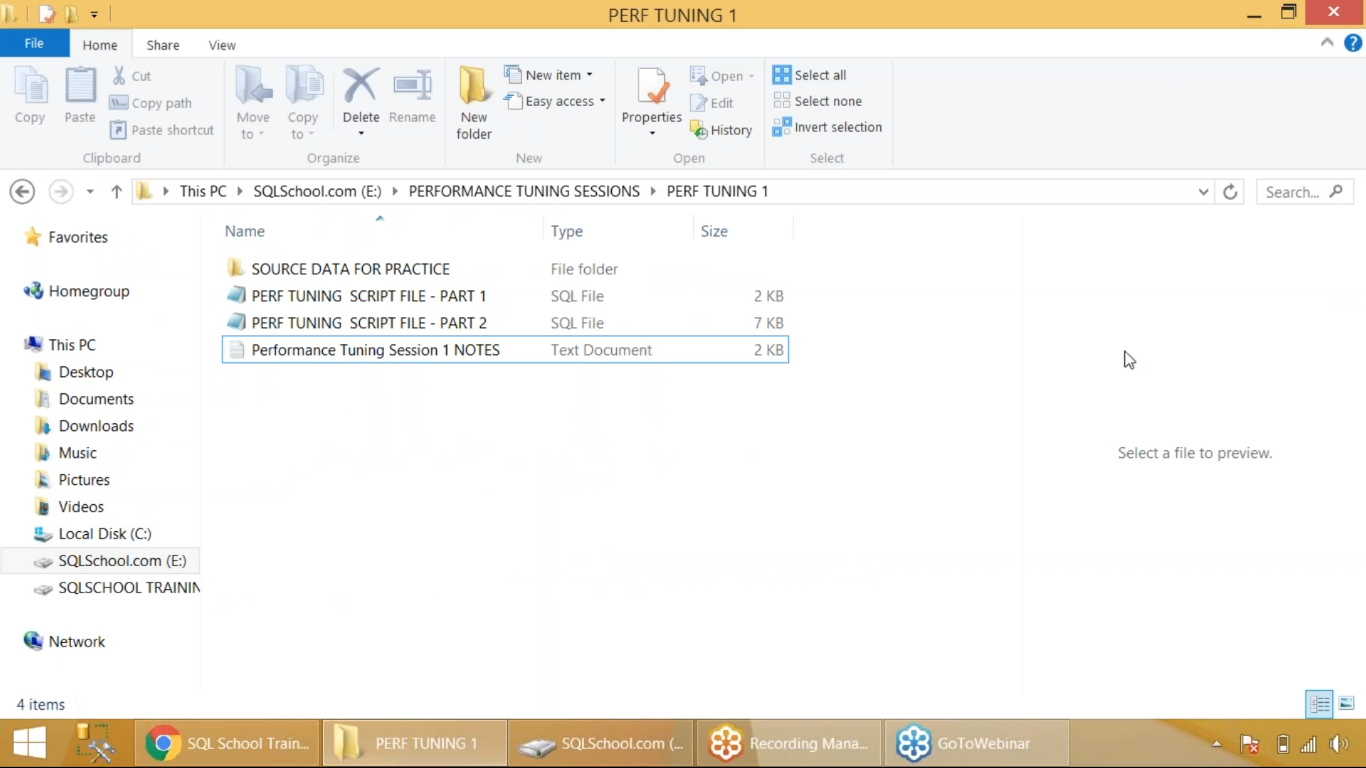 PERF TUNING 1
File Home Share View
Copy
Paste
Cut
Copy path
Paste shortcut
Clipboard
Move to
Copy to
Delete
Rename
Organize
New folder
New item
Easy access
New
Properties
Open
Edit
History
Open
Select all
Select none
Invert selection
Select
This PC SQLSchool.com (E:) PERFORMANCE TUNING SESSIONS PERF TUNING 1
Search...
Favorites
Homegroup
This PC
Desktop
Documents
Downloads
Music
Pictures
Videos
Local Disk (C:)
SQLSchool.com (E:)
SQLSCHOOL TRAININ
Network
Name Type Size
SOURCE DATA FOR PRACTICE File folder
PERF TUNING SCRIPT FILE - PART 1 SQL File 2 KB
PERF TUNING SCRIPT FILE - PART 2 SQL File 7 KB
Performance Tuning Session 1 NOTES Text Document 2 KB
Select a file to preview.
4 items
SQL School Train... PERF TUNING 1 SQLSchool.com (... Recording Mana... GoToWebinar